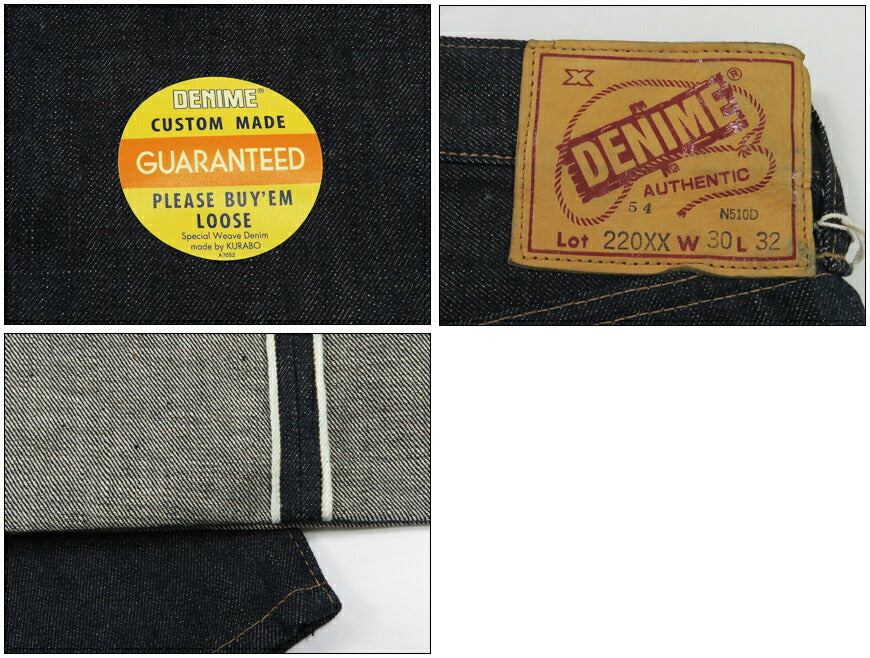 DENIME®
CUSTOM MADE
GUARANTEED
PLEASE BUY'EM
LOOSE
Special Weave Denim
made by KURABO
A7052
X
DENIME®
AUTHENTIC
54 N510D
Lot 220XX W 30 L 32